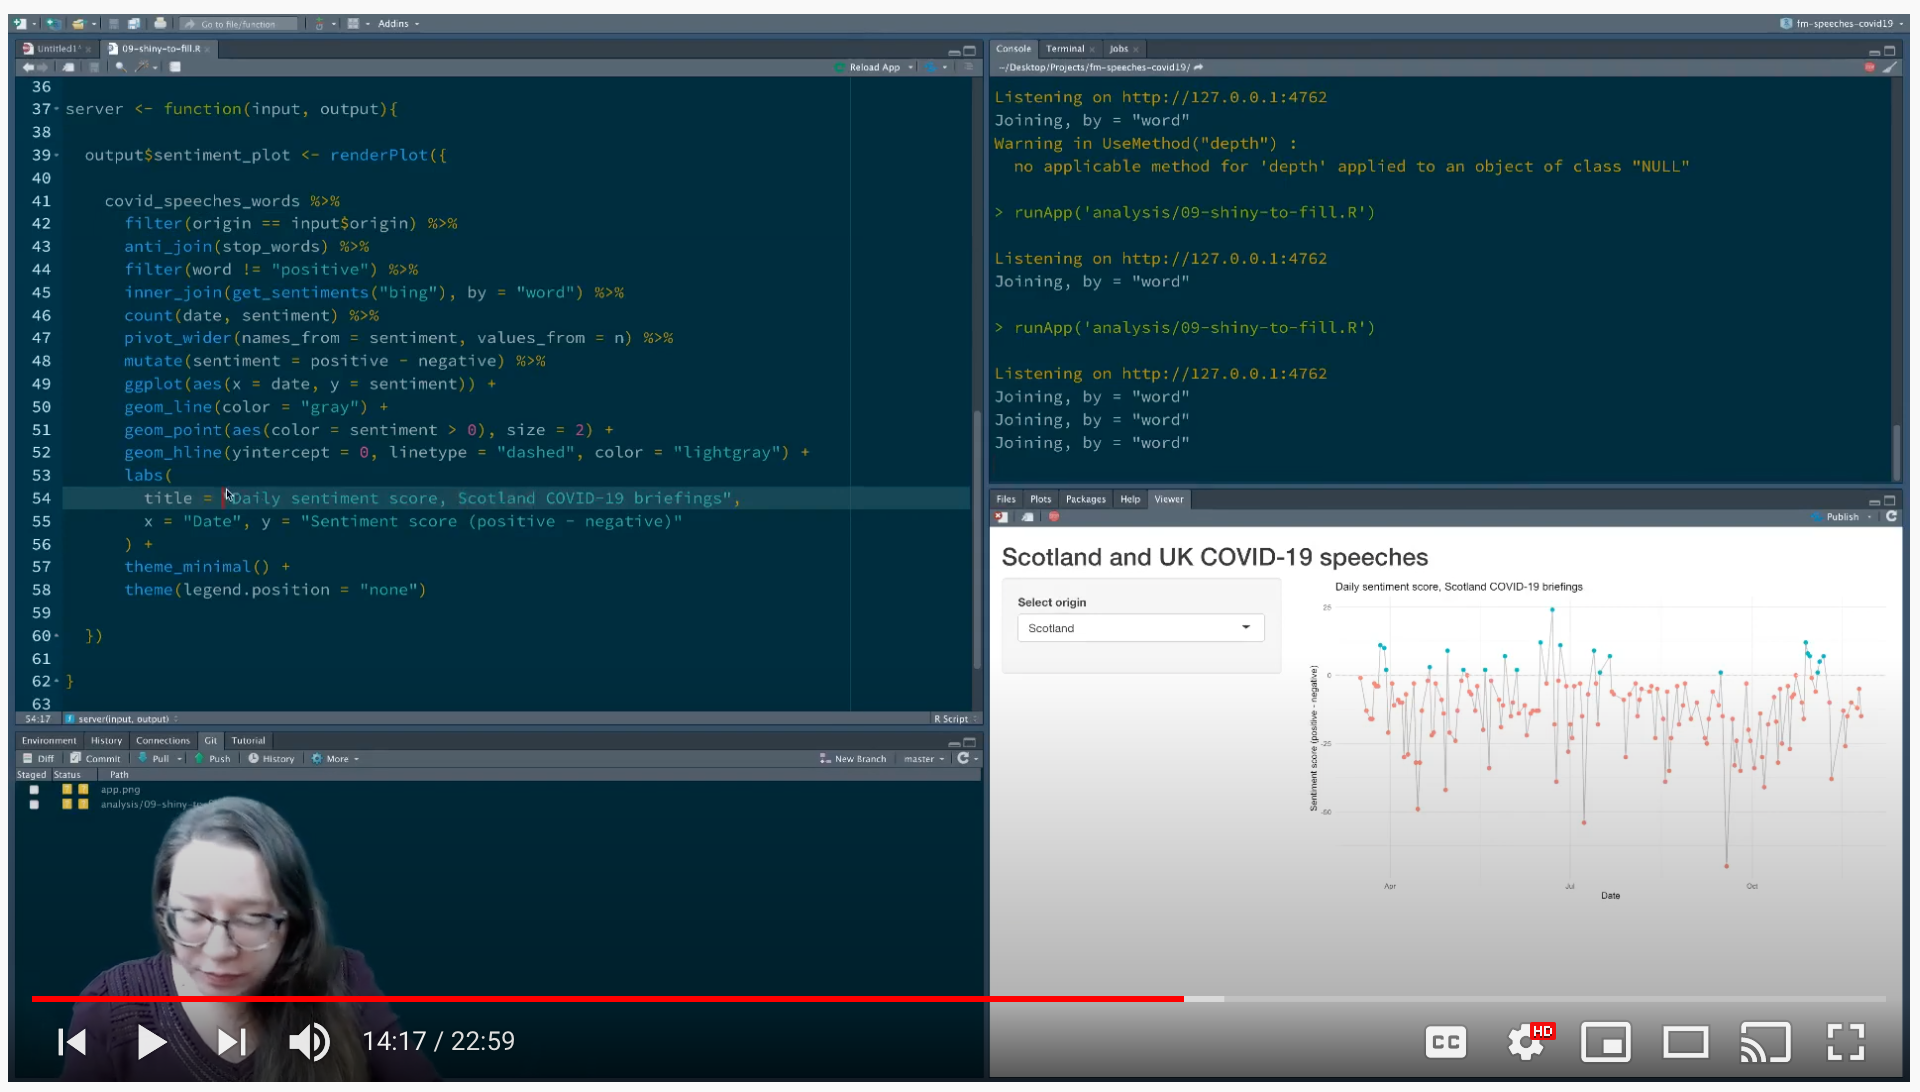 Go to file/function
Addins
fm-speeches-covid19
Untitled1*
09-shiny-to-fill.R
Reload App
36
37 server <- function(input, output){
38
39 output$sentiment_plot <- renderPlot({
40
41 covid_speeches_words %>%
42 filter(origin == input$origin) %>%
43 anti_join(stop_words) %>%
44 filter(word != "positive") %>%
45 inner_join(get_sentiments("bing"), by = "word") %>%
46 count(date, sentiment) %>%
47 pivot_wider(names_from = sentiment, values_from = n) %>%
48 mutate(sentiment = positive - negative) %>%
49 ggplot(aes(x = date, y = sentiment)) +
50 geom_line(color = "gray") +
51 geom_point(aes(color = sentiment > 0), size = 2) +
52 geom_hline(yintercept = 0, linetype = "dashed", color = "lightgray") +
53 labs(
54 title = "Daily sentiment score, Scotland COVID-19 briefings",
55 x = "Date", y = "Sentiment score (positive - negative)"
56 ) +
57 theme_minimal() +
58 theme(legend.position = "none")
59
60 })
61
62 }
63
54:17 server(input, output) R Script
Environment History Connections Git Tutorial
Diff Commit Pull Push History More New Branch master
Staged Status Path
app.png
analysis/09-shiny-to
Console Terminal Jobs
~/Desktop/Projects/fm-speeches-covid19/
Listening on http://127.0.0.1:4762
Joining, by = "word"
Warning in UseMethod("depth") :
no applicable method for 'depth' applied to an object of class "NULL"
> runApp('analysis/09-shiny-to-fill.R')
Listening on http://127.0.0.1:4762
Joining, by = "word"
> runApp('analysis/09-shiny-to-fill.R')
Listening on http://127.0.0.1:4762
Joining, by = "word"
Joining, by = "word"
Joining, by = "word"
Files Plots Packages Help Viewer
Publish
Scotland and UK COVID-19 speeches
Select origin
Scotland
Daily sentiment score, Scotland COVID-19 briefings
25
0
-25
-50
Sentiment score (positive - negative)
Apr Jul Oct
Date
14:17 / 22:59
CC
HD